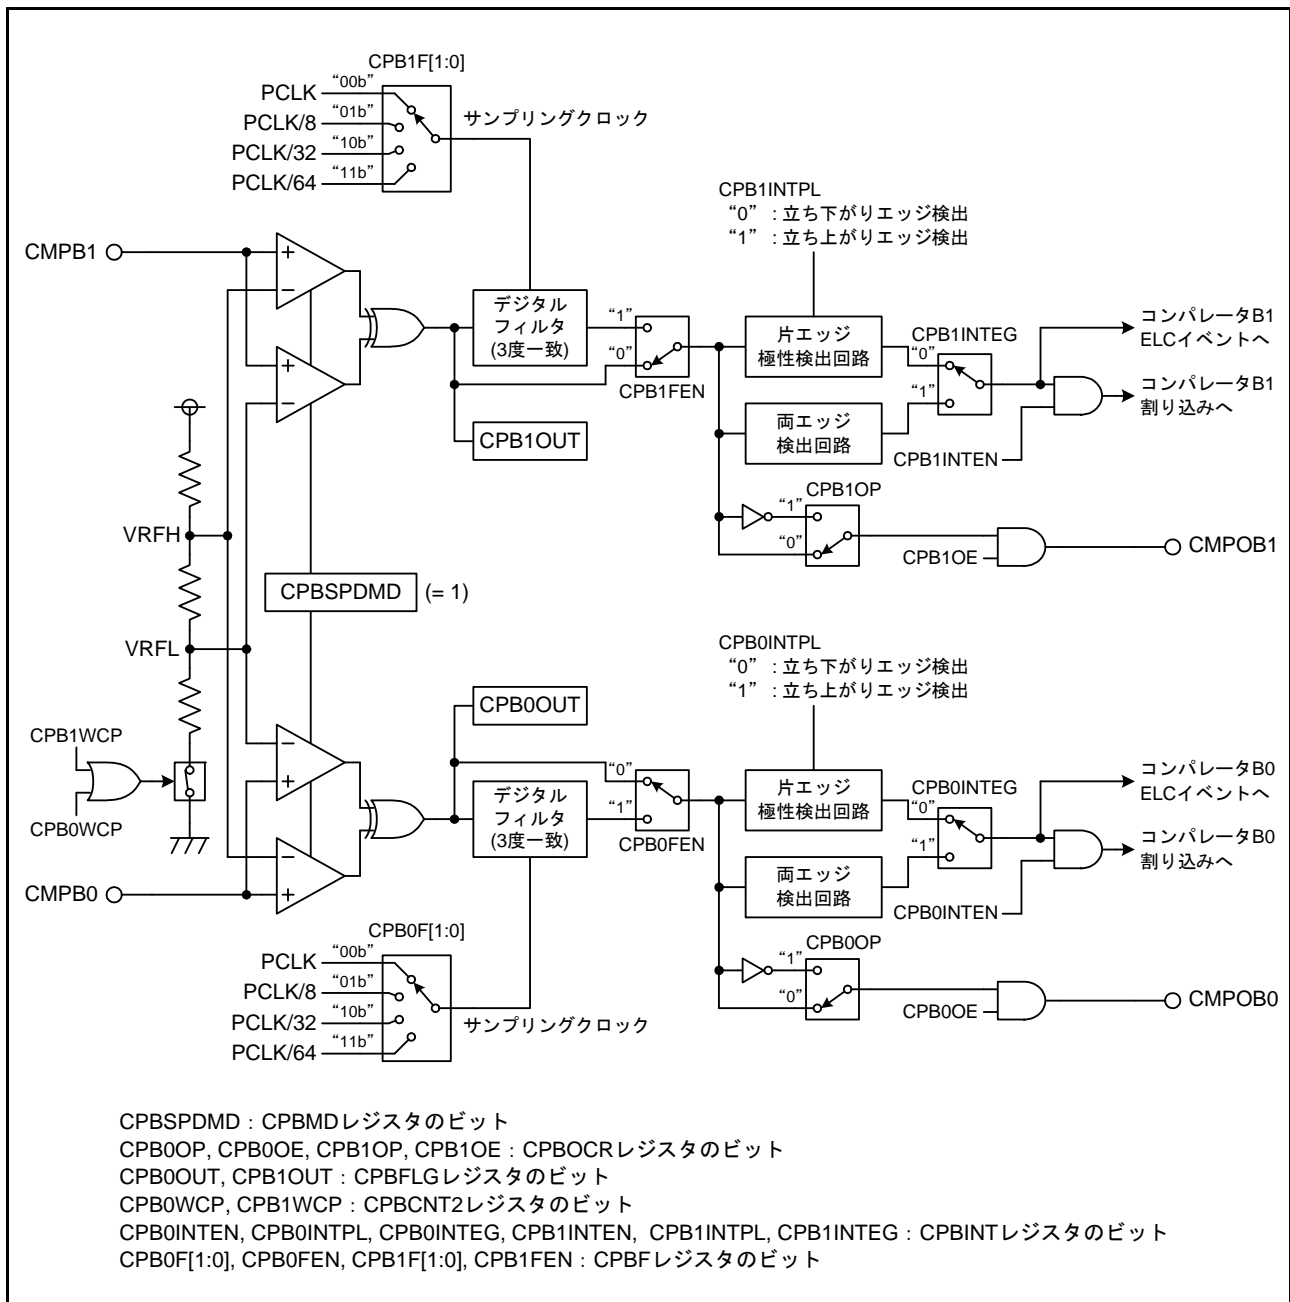 CPB1F[1:0]
PCLK “00b”
PCLK/8 “01b”
PCLK/32 “10b”
PCLK/64 “11b”
サンプリングクロック
CPB1INTPL
“0” : 立ち下がりエッジ検出
“1” : 立ち上がりエッジ検出
CMPB1
+
−
+
−
デジタル
フィルタ
(3度一致)
“1”
“0”
CPB1FEN
CPB1OUT
片エッジ
極性検出回路
両エッジ
検出回路
CPB1INTEG
“0”
“1”
CPB1INTEN
コンパレータB1
ELCイベントへ
コンパレータB1
割り込みへ
CPB1OP
“1”
“0”
CPB1OE
CMPOB1
VRFH
CPBSPDMD (= 1)
VRFL
CPB1WCP
CPB0WCP
CPB0INTPL
“0” : 立ち下がりエッジ検出
“1” : 立ち上がりエッジ検出
CPB0OUT
−
+
−
+
CMPB0
デジタル
フィルタ
(3度一致)
“0”
“1”
CPB0FEN
片エッジ
極性検出回路
両エッジ
検出回路
CPB0INTEG
“0”
“1”
CPB0INTEN
コンパレータB0
ELCイベントへ
コンパレータB0
割り込みへ
CPB0F[1:0]
PCLK “00b”
PCLK/8 “01b”
PCLK/32 “10b”
PCLK/64 “11b”
サンプリングクロック
CPB0OP
“1”
“0”
CPB0OE
CMPOB0
CPBSPDMD : CPBMDレジスタのビット
CPB0OP, CPB0OE, CPB1OP, CPB1OE : CPBOCRレジスタのビット
CPB0OUT, CPB1OUT : CPBFLGレジスタのビット
CPB0WCP, CPB1WCP : CPBCNT2レジスタのビット
CPB0INTEN, CPB0INTPL, CPB0INTEG, CPB1INTEN, CPB1INTPL, CPB1INTEG : CPBINTレジスタのビット
CPB0F[1:0], CPB0FEN, CPB1F[1:0], CPB1FEN : CPBFレジスタのビット